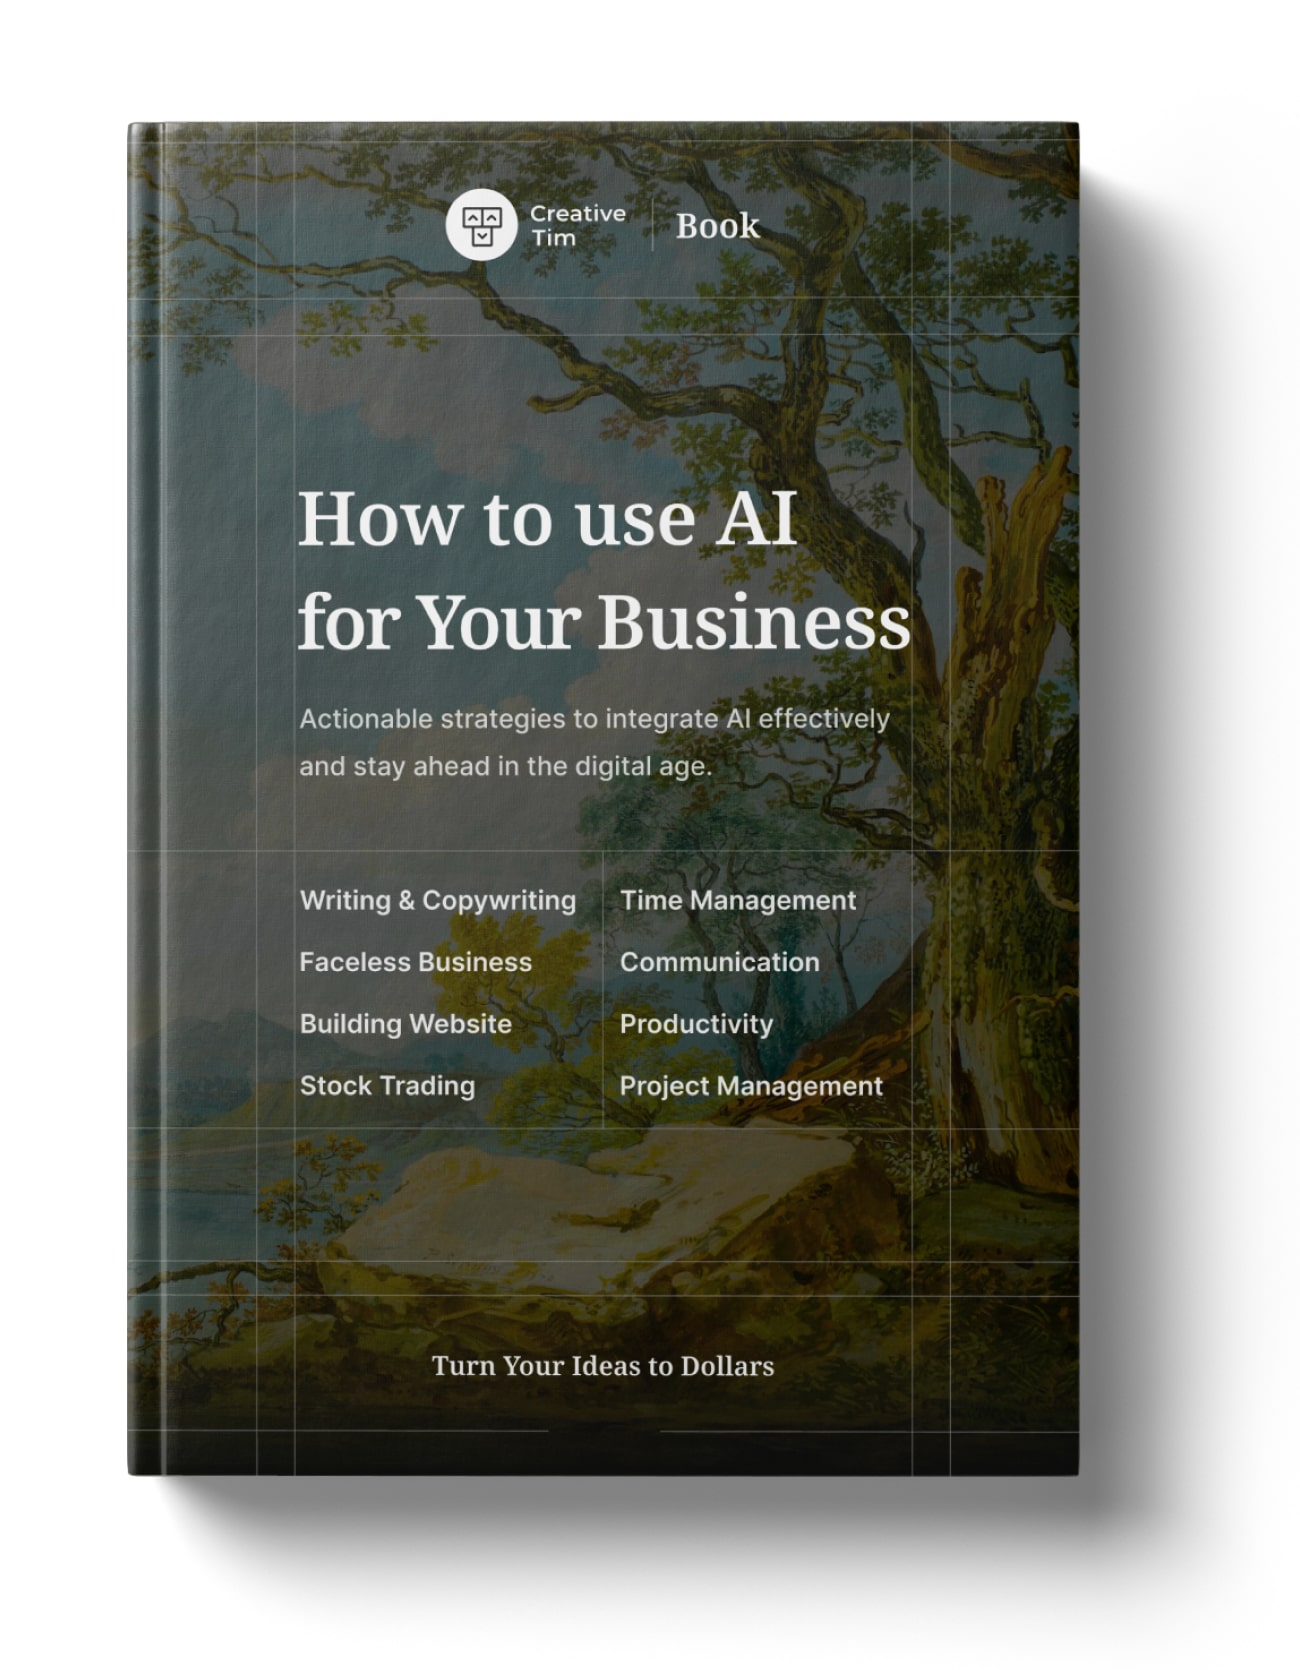 Creative
Tim
Book
How to use AI
for Your Business
Actionable strategies to integrate AI effectively
and stay ahead in the digital age.
Writing & Copywriting
Faceless Business
Building Website
Stock Trading
Time Management
Communication
Productivity
Project Management
Turn Your Ideas to Dollars